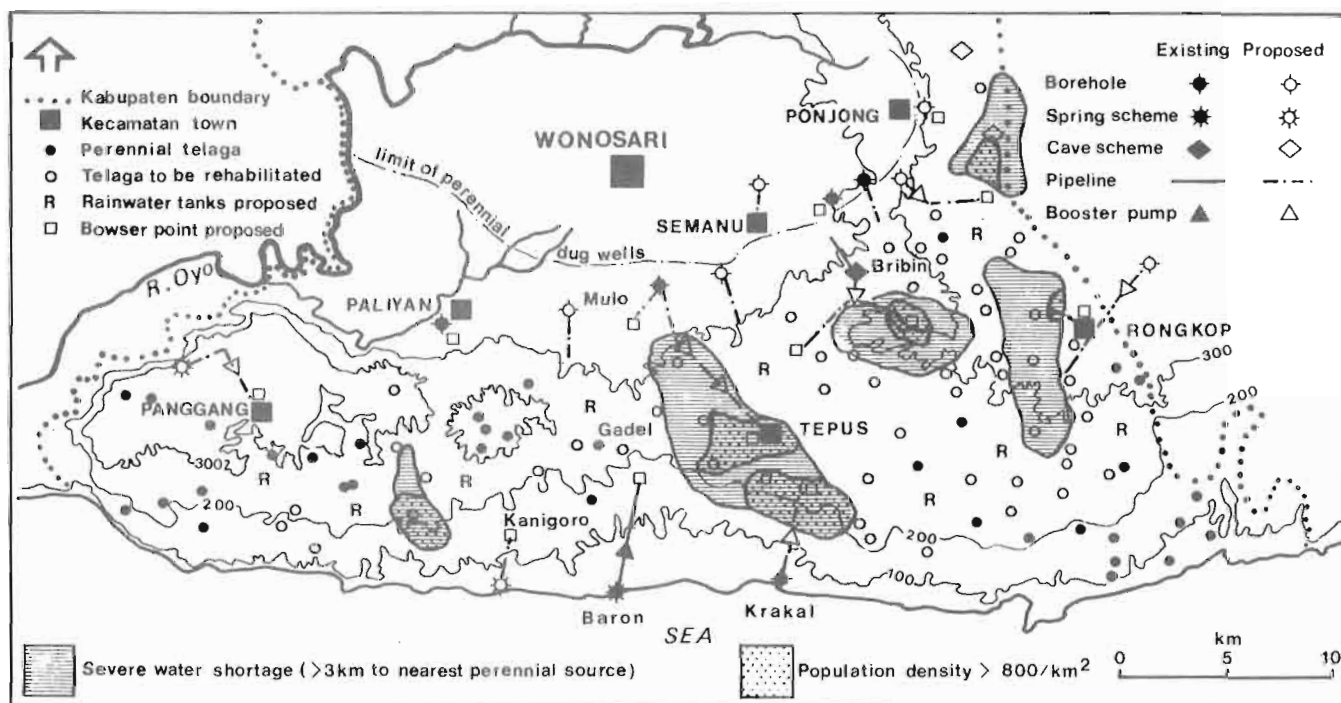 Kabupaten boundary
Kecamatan town
Perennial telaga
Telaga to be rehabilitated
R Rainwater tanks proposed
Bowser point proposed
Existing Proposed
Borehole
Spring scheme
Cave scheme
Pipeline
Booster pump
PONJONG
WONOSARI
limit of perennial
dug wells
SEMANU
R
Bribin
R. Oyo
PALIYAN
Mulo
RONGKOP
300
R
200
PANGGANG
R
Gadel
TEPUS
R
300
R
R
200
R
R
Kanigoro
200
100
Baron
Krakal
SEA
km
0 5 10
Severe water shortage (>3km to nearest perennial source)
Population density > 800/km²